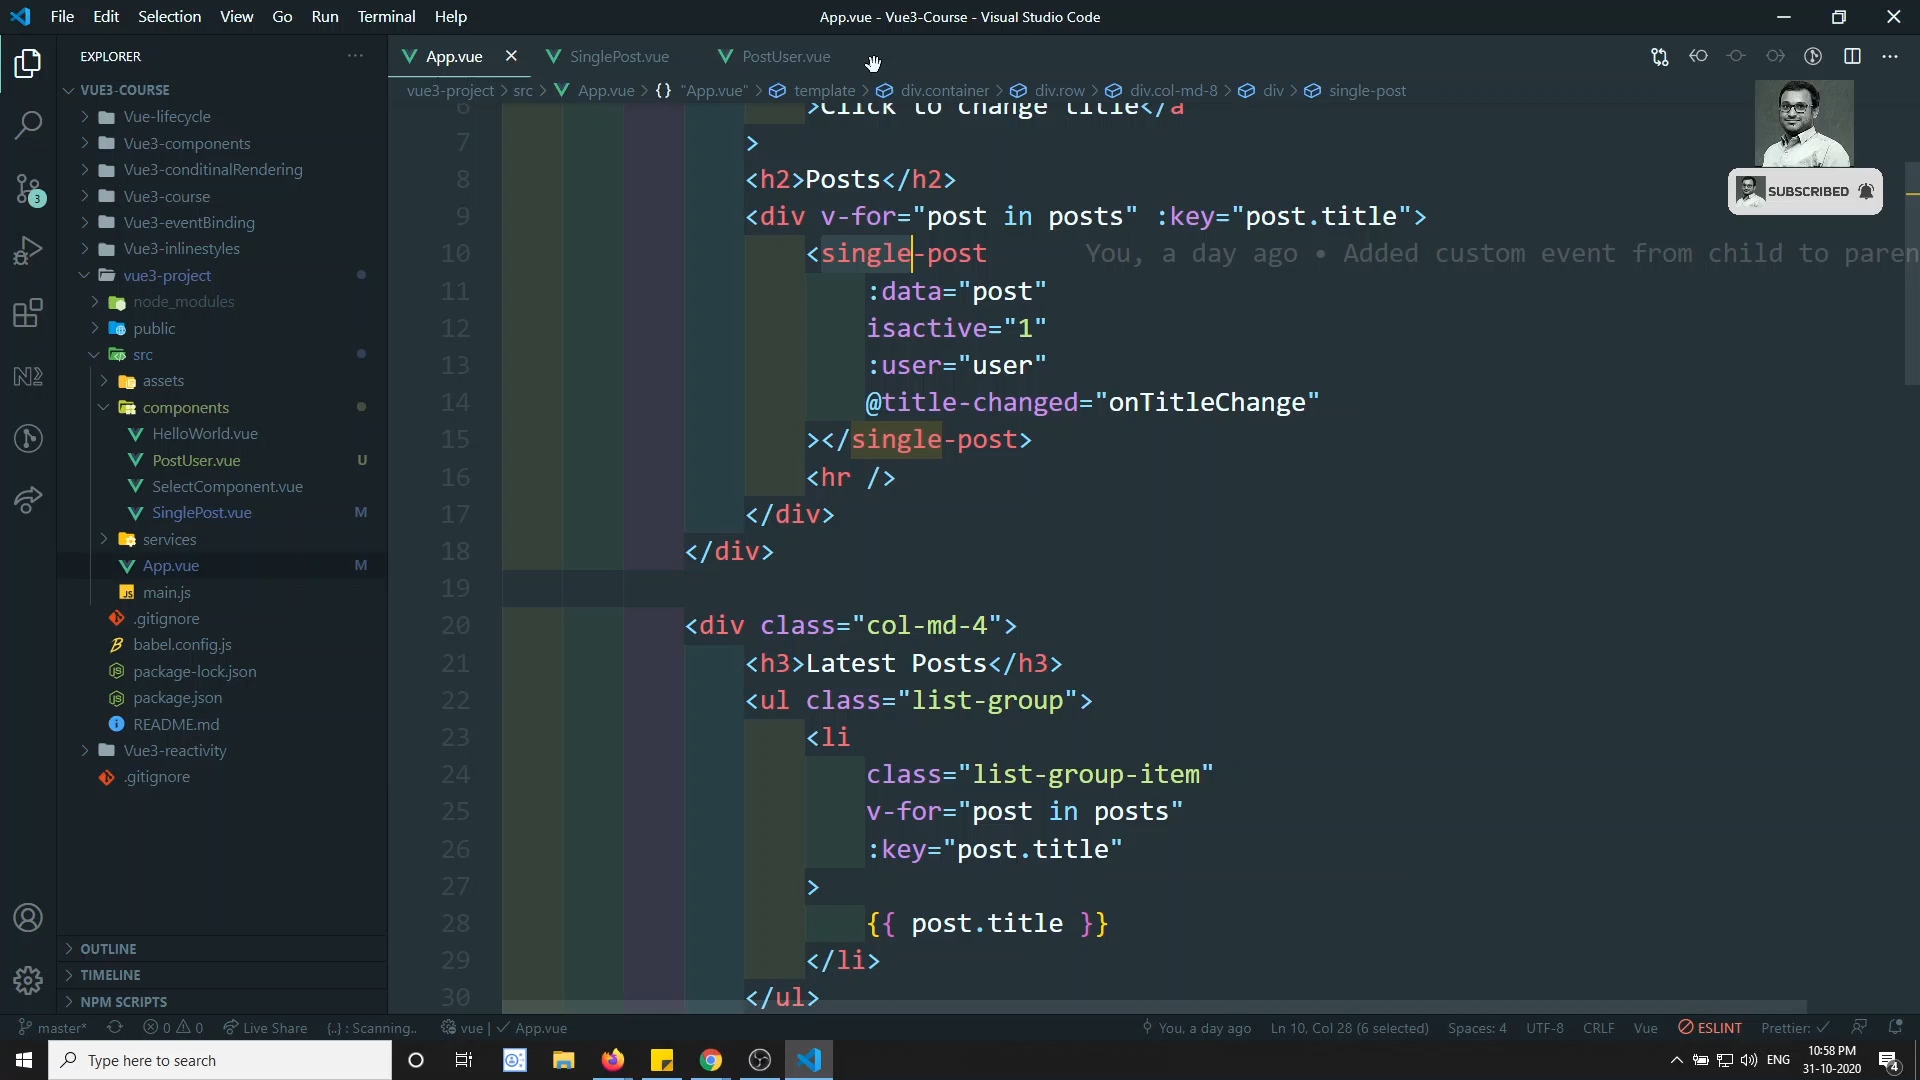 File Edit Selection View Go Run Terminal Help
App.vue - Vue3-Course - Visual Studio Code
EXPLORER
App.vue SinglePost.vue PostUser.vue
VUE3-COURSE
vue3-project > src > App.vue > {} "App.vue" > template > div.container > div.row > div.col-md-8 > div > single-post
Vue-lifecycle
Vue3-components
Vue3-conditinalRendering
Vue3-course
Vue3-eventBinding
Vue3-inlinestyles
vue3-project
node_modules
public
src
assets
components
HelloWorld.vue
PostUser.vue U
SelectComponent.vue
SinglePost.vue M
services
App.vue M
main.js
.gitignore
babel.config.js
package-lock.json
package.json
README.md
Vue3-reactivity
.gitignore
OUTLINE
TIMELINE
NPM SCRIPTS
3
6 >Click to change title</a
7 >
8 <h2>Posts</h2>
9 <div v-for="post in posts" :key="post.title">
10 <single-post You, a day ago • Added custom event from child to paren
11 :data="post"
12 isactive="1"
13 :user="user"
14 @title-changed="onTitleChange"
15 ></single-post>
16 <hr />
17 </div>
18 </div>
19
20 <div class="col-md-4">
21 <h3>Latest Posts</h3>
22 <ul class="list-group">
23 <li
24 class="list-group-item"
25 v-for="post in posts"
26 :key="post.title"
27 >
28 {{ post.title }}
29 </li>
30 </ul>
SUBSCRIBED
master* 0 0 Live Share {..} : Scanning.. vue | App.vue You, a day ago Ln 10, Col 28 (6 selected) Spaces: 4 UTF-8 CRLF Vue ESLINT Prettier:
Type here to search
ENG
10:58 PM
31-10-2020
4